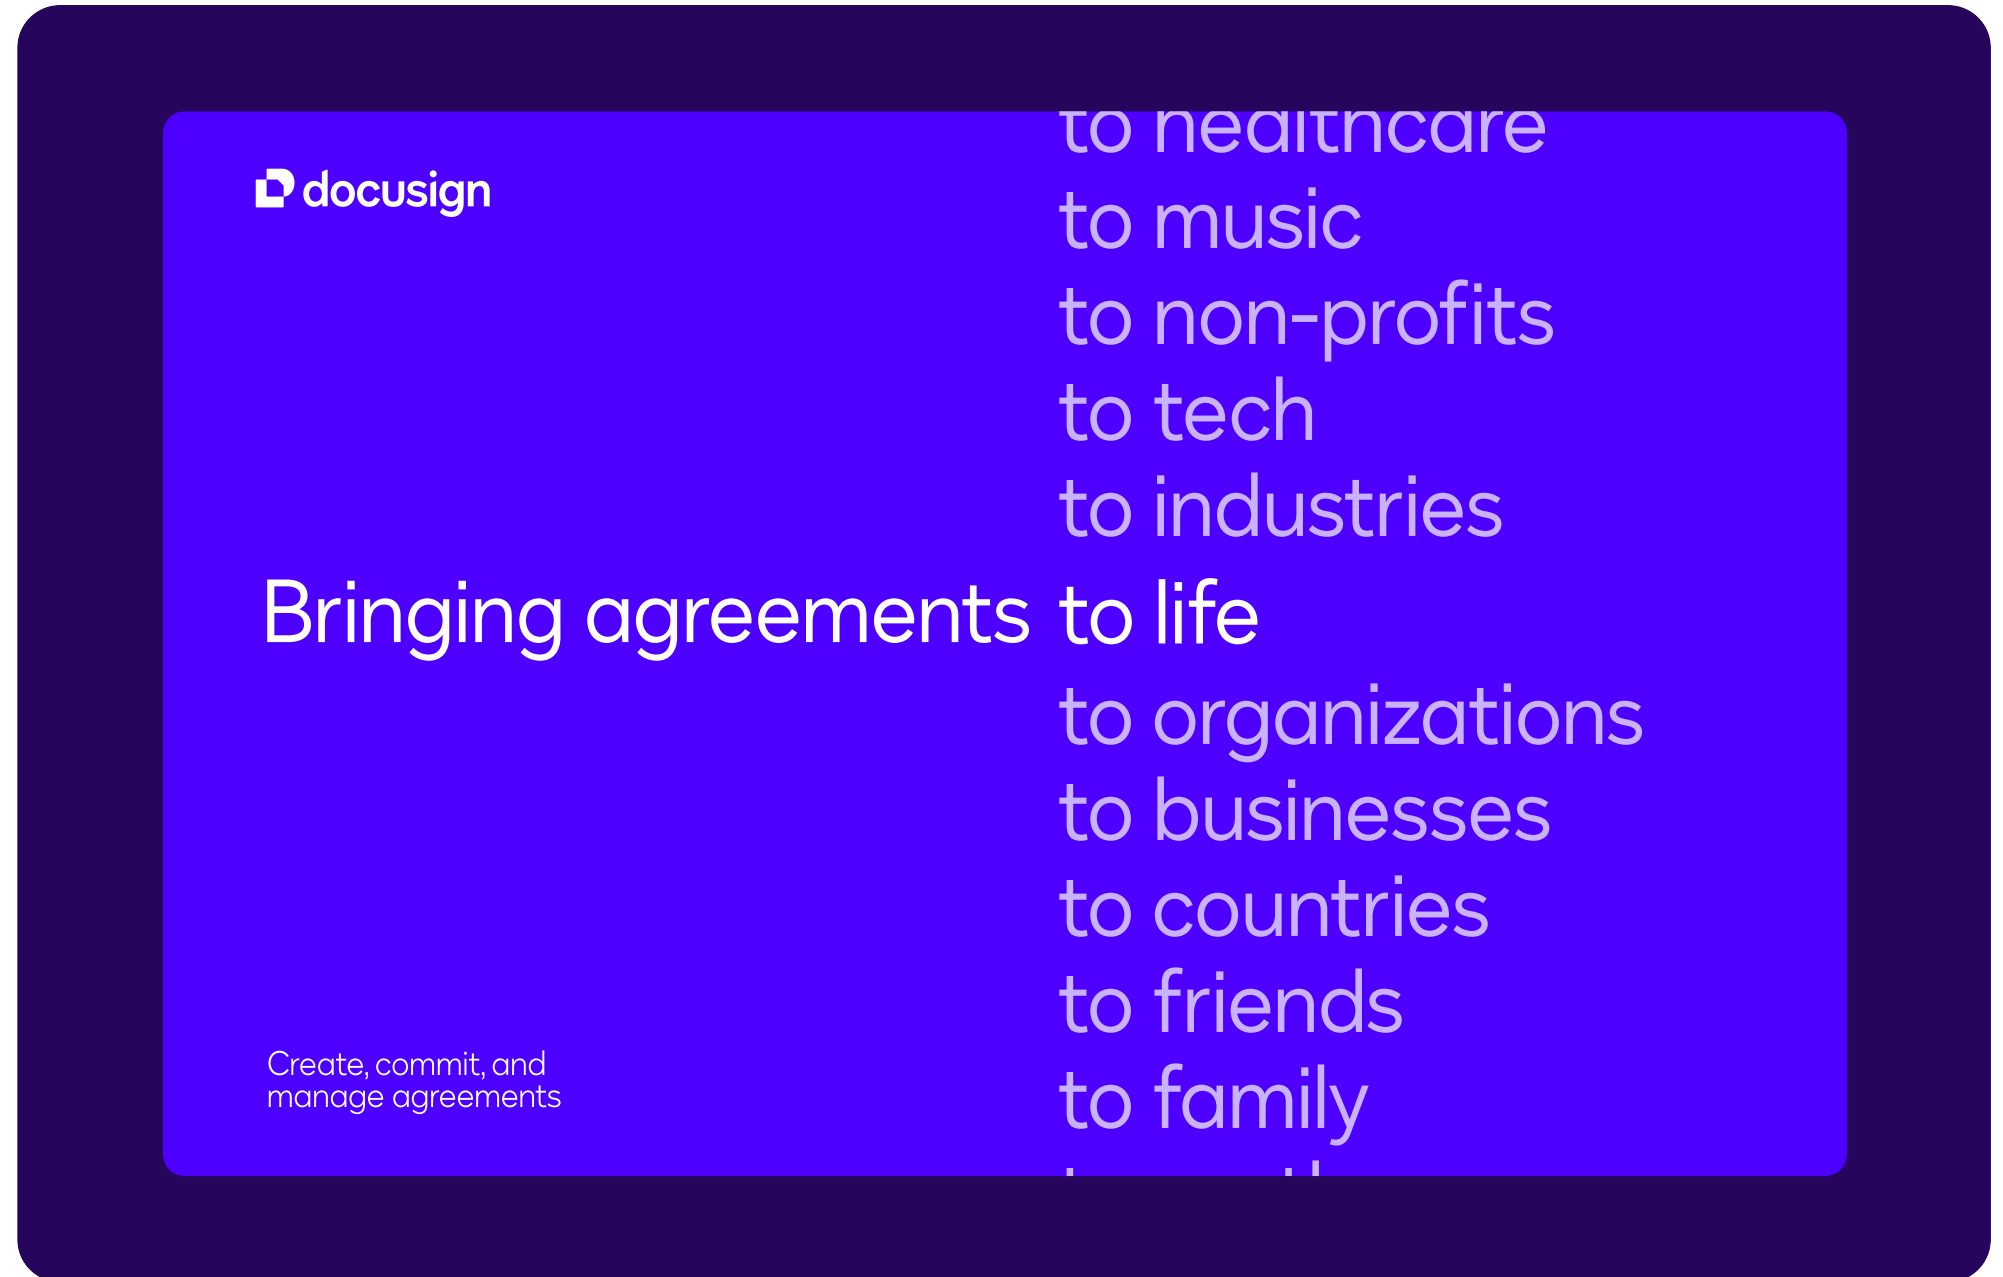 docusign
to healthcare
to music
to non-profits
to tech
to industries
Bringing agreements to life
to organizations
to businesses
to countries
to friends
to family
Create, commit, and
manage agreements